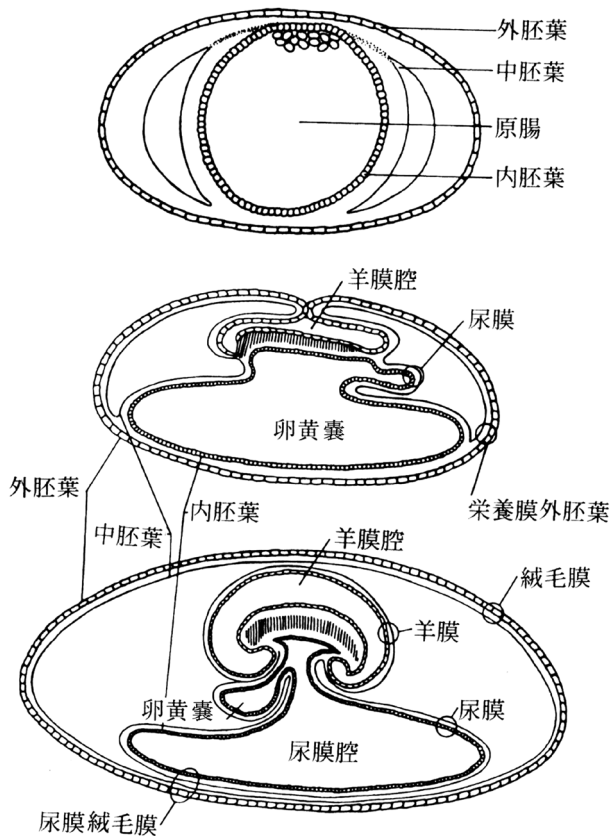 外胚葉
中胚葉
原腸
内胚葉
羊膜腔
尿膜
卵黄嚢
外胚葉
中胚葉
内胚葉
栄養膜外胚葉
羊膜腔
絨毛膜
羊膜
卵黄嚢
尿膜
尿膜腔
尿膜絨毛膜